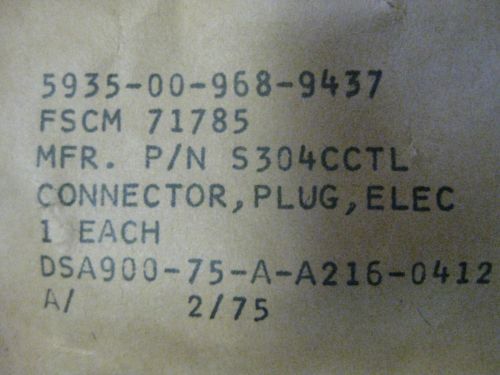 5935-00-968-9437
FSCM 71785
MFR. P/N S304CCTL
CONNECTOR,PLUG,ELEC
1 EACH
DSA900-75-A-A216-0412
A/ 2/75